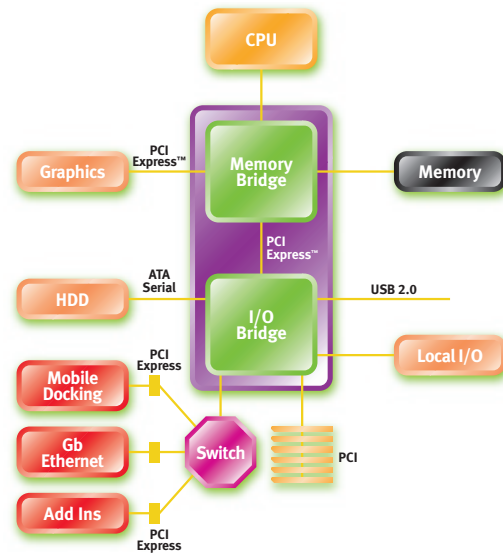 CPU
PCI
Express™
Graphics
Memory
Bridge
Memory
PCI
Express™
ATA
Serial
HDD
I/O
Bridge
USB 2.0
Local I/O
PCI
Express
Mobile
Docking
Gb
Ethernet
Switch
PCI
Add Ins
PCI
Express